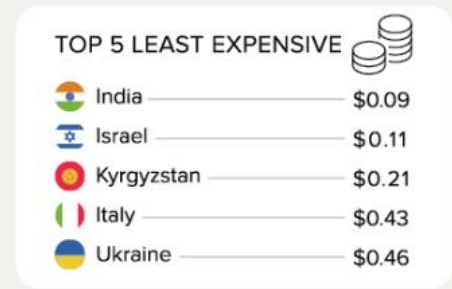 TOP 5 LEAST EXPENSIVE
India $0.09
Israel $0.11
Kyrgyzstan $0.21
Italy $0.43
Ukraine $0.46